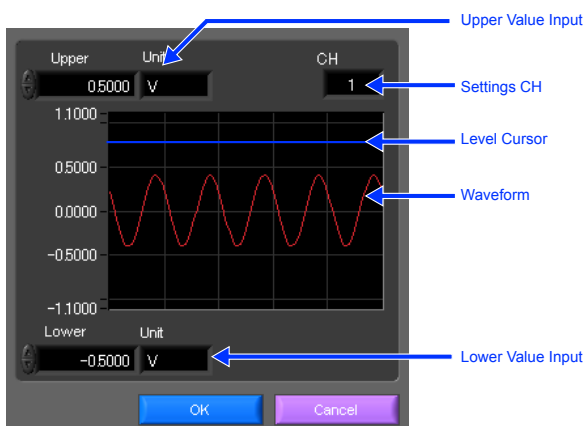 Upper Value Input
Upper Unit CH
0.5000 V 1
Settings CH
1.1000
Level Cursor
0.5000
Waveform
0.0000
-0.5000
-1.1000
Lower Unit
-0.5000 V
Lower Value Input
OK Cancel